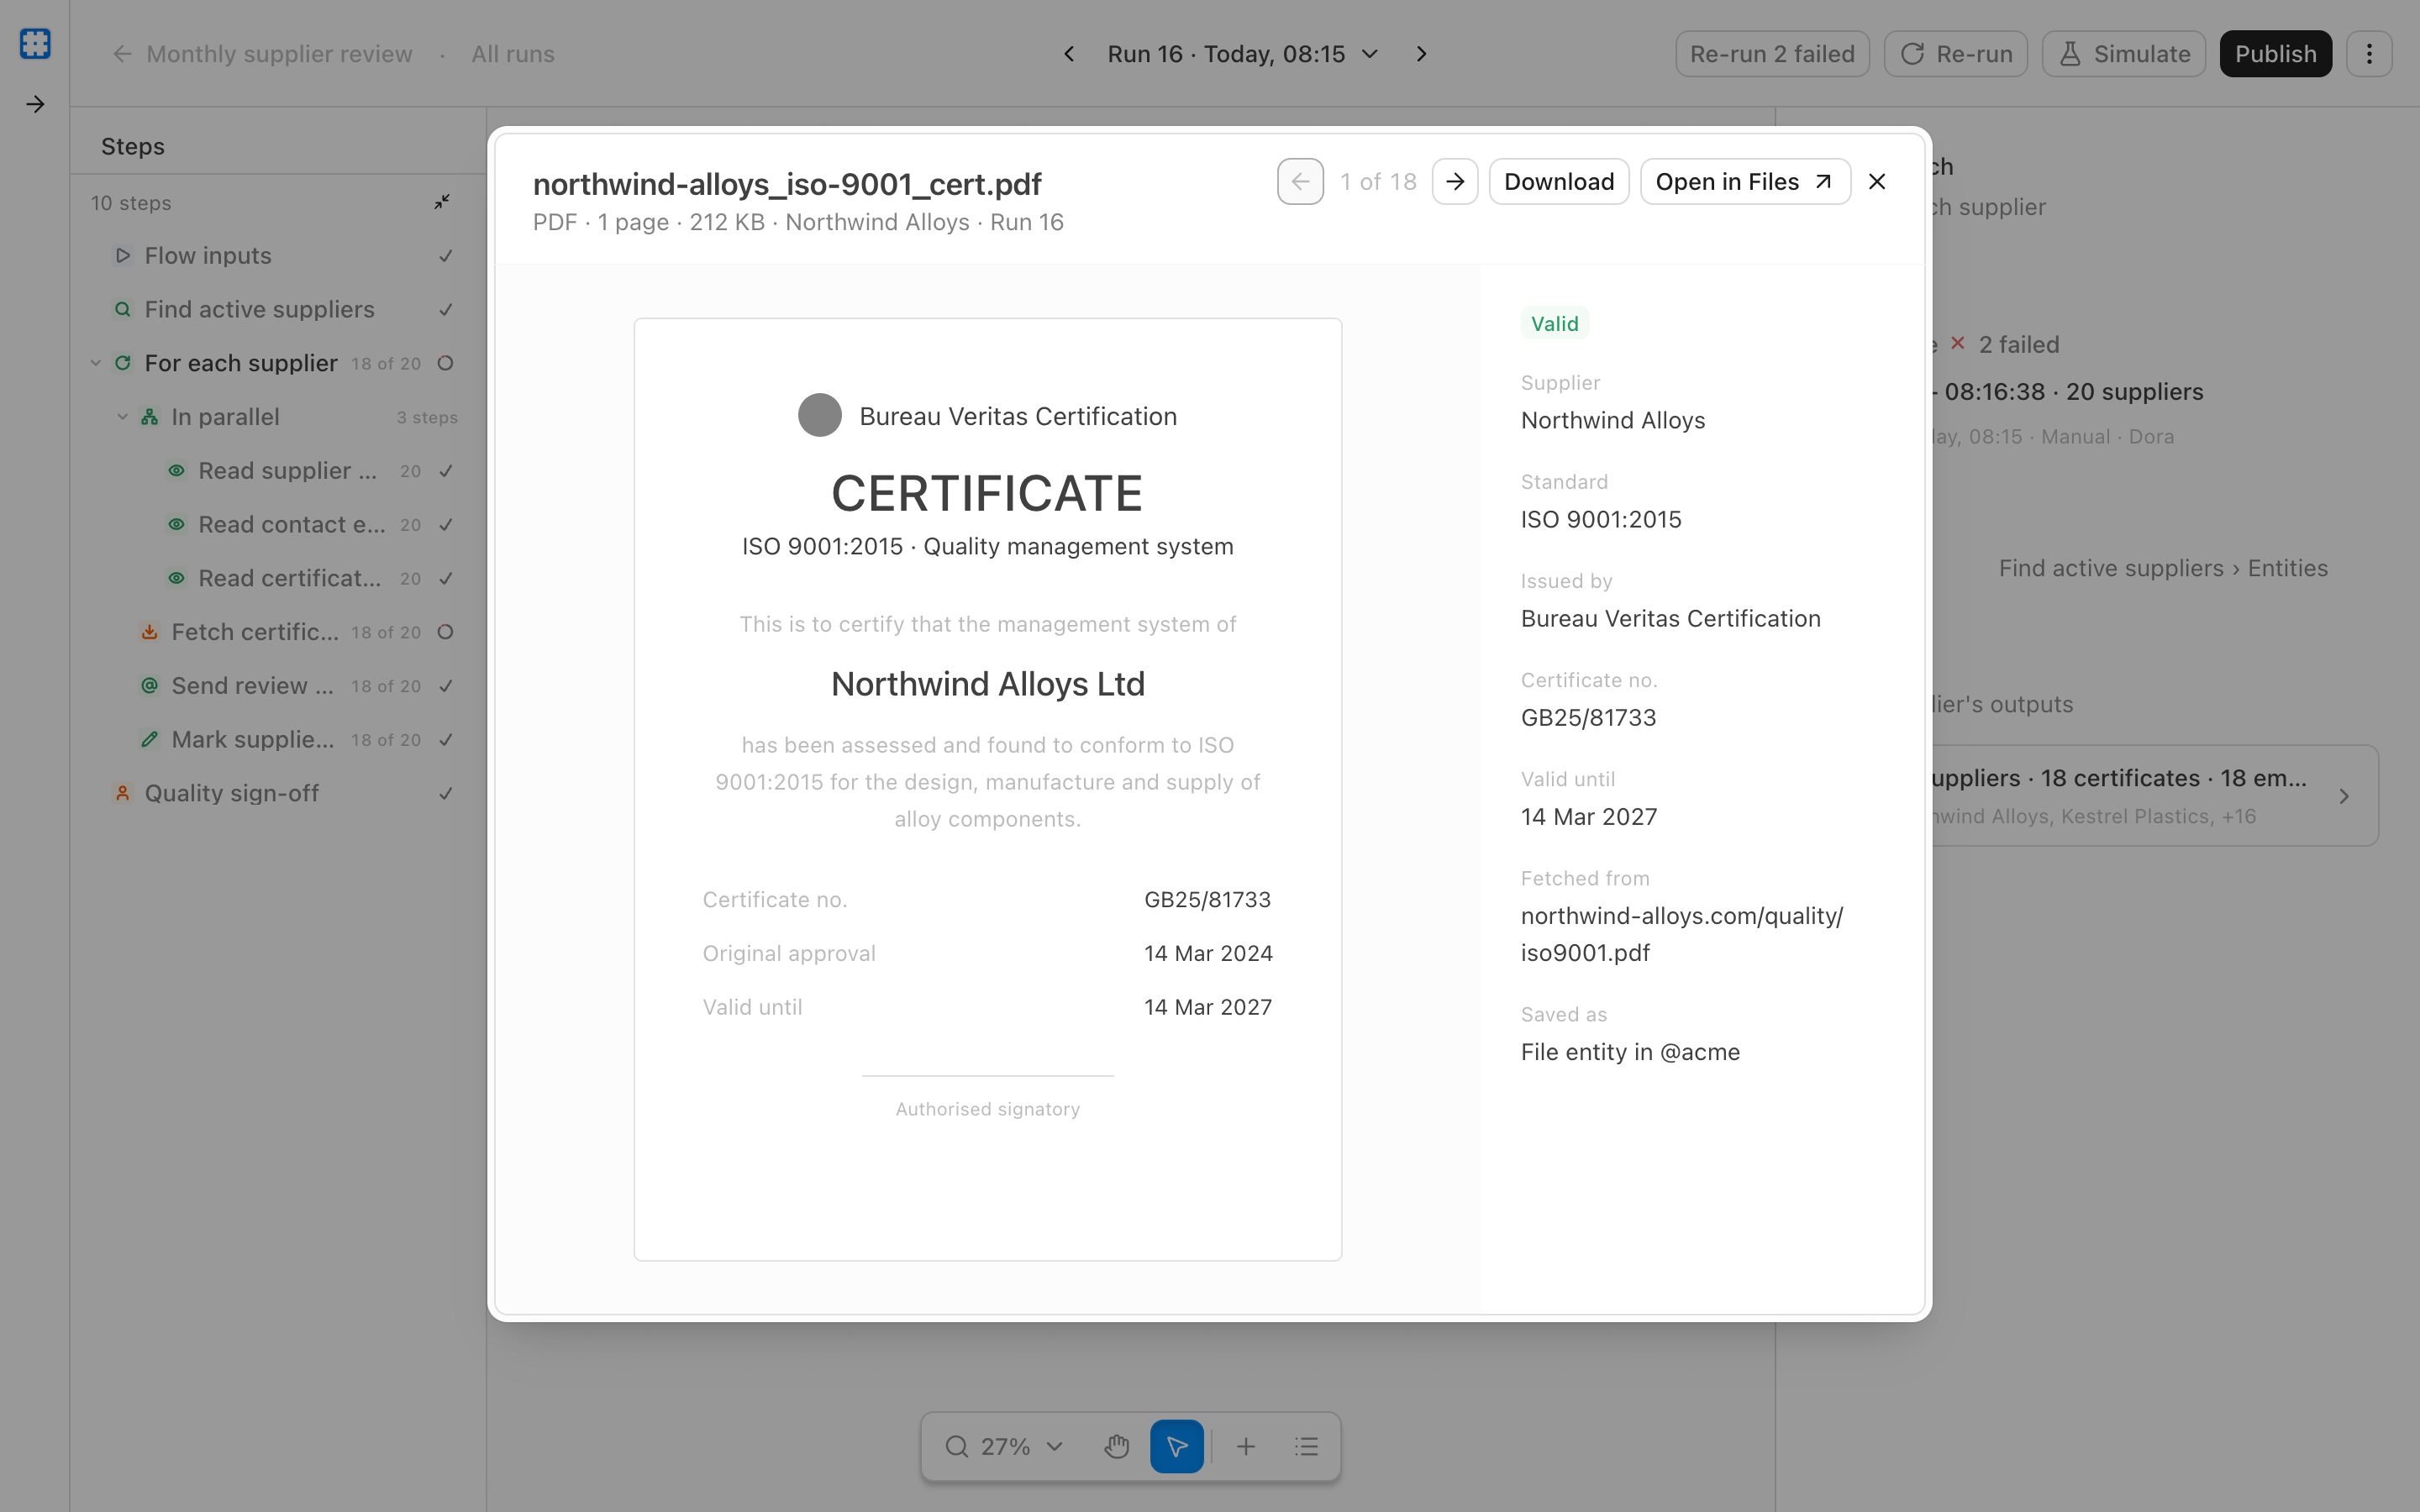 Monthly supplier review · All runs
Run 16 · Today, 08:15
Re-run 2 failed
Re-run
Simulate
Publish
Steps
10 steps
Flow inputs
Find active suppliers
For each supplier 18 of 20
In parallel 3 steps
Read supplier ... 20
Read contact e... 20
Read certificat... 20
Fetch certific... 18 of 20
Send review ... 18 of 20
Mark supplie... 18 of 20
Quality sign-off
northwind-alloys_iso-9001_cert.pdf
PDF · 1 page · 212 KB · Northwind Alloys · Run 16
1 of 18
Download
Open in Files
Bureau Veritas Certification
CERTIFICATE
ISO 9001:2015 · Quality management system
This is to certify that the management system of
Northwind Alloys Ltd
has been assessed and found to conform to ISO
9001:2015 for the design, manufacture and supply of
alloy components.
Certificate no. GB25/81733
Original approval 14 Mar 2024
Valid until 14 Mar 2027
Authorised signatory
Valid
Supplier
Northwind Alloys
Standard
ISO 9001:2015
Issued by
Bureau Veritas Certification
Certificate no.
GB25/81733
Valid until
14 Mar 2027
Fetched from
northwind-alloys.com/quality/
iso9001.pdf
Saved as
File entity in @acme
supplier
2 failed
08:16:38 · 20 suppliers
08:15 · Manual · Dora
Find active suppliers › Entities
outputs
· 18 certificates · 18 em...
Alloys, Kestrel Plastics, +16
27%